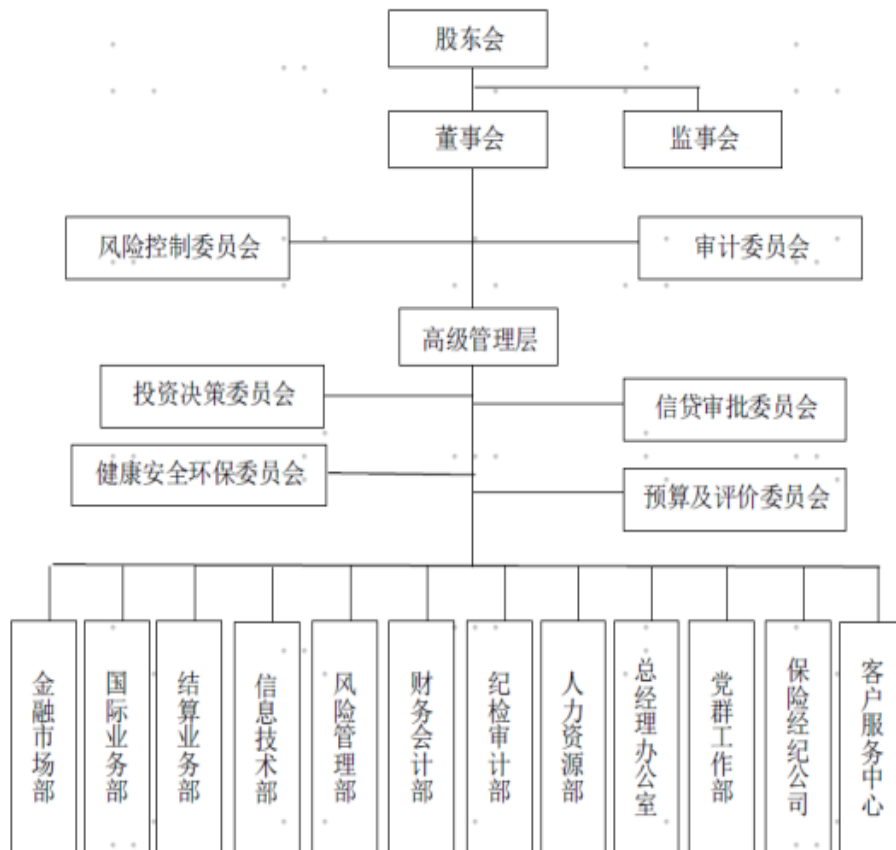 股东会
董事会
监事会
风险控制委员会
审计委员会
高级管理层
投资决策委员会
信贷审批委员会
健康安全环保委员会
预算及评价委员会
金融市场部
国际业务部
结算业务部
信息技术部
风险管理部
财务会计部
纪检审计部
人力资源部
总经理办公室
党群工作部
保险经纪公司
客户服务中心